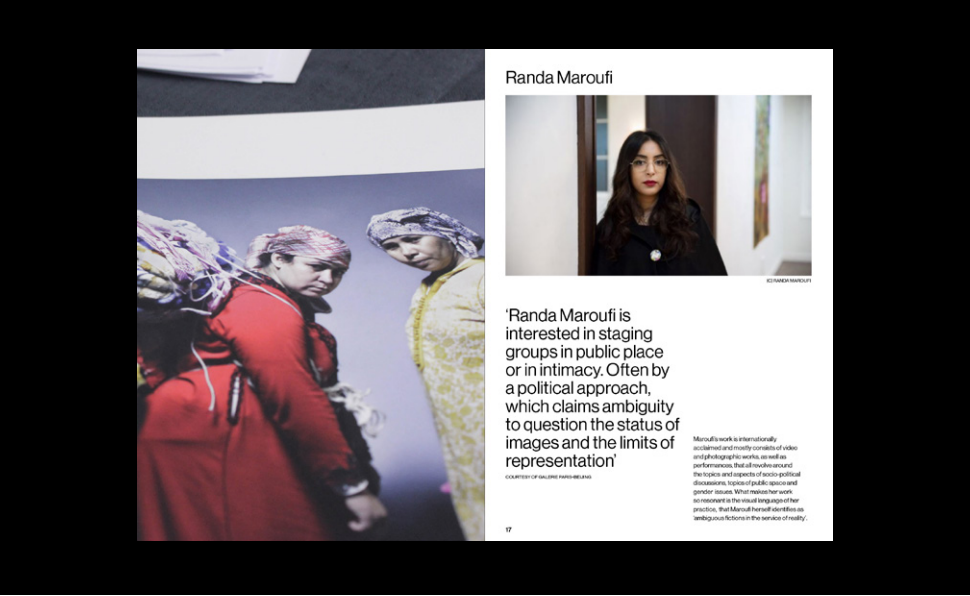 Randa Maroufi
(C) RANDA MAROUFI
‘Randa Maroufi is
interested in staging
groups in public place
or in intimacy. Often by
a political approach,
which claims ambiguity
to question the status of
images and the limits of
representation’
COURTESY OF GALERIE PARIS-BEIJING
Maroufi's work is internationally
acclaimed and mostly consists of video
and photographic works, as well as
performances, that all revolve around
the topics and aspects of socio-political
discussions, topics of public space and
gender issues. What makes her work
so resonant is the visual language of her
practice, that Maroufi herself identifies as
‘ambiguous fictions in the service of reality’.
17